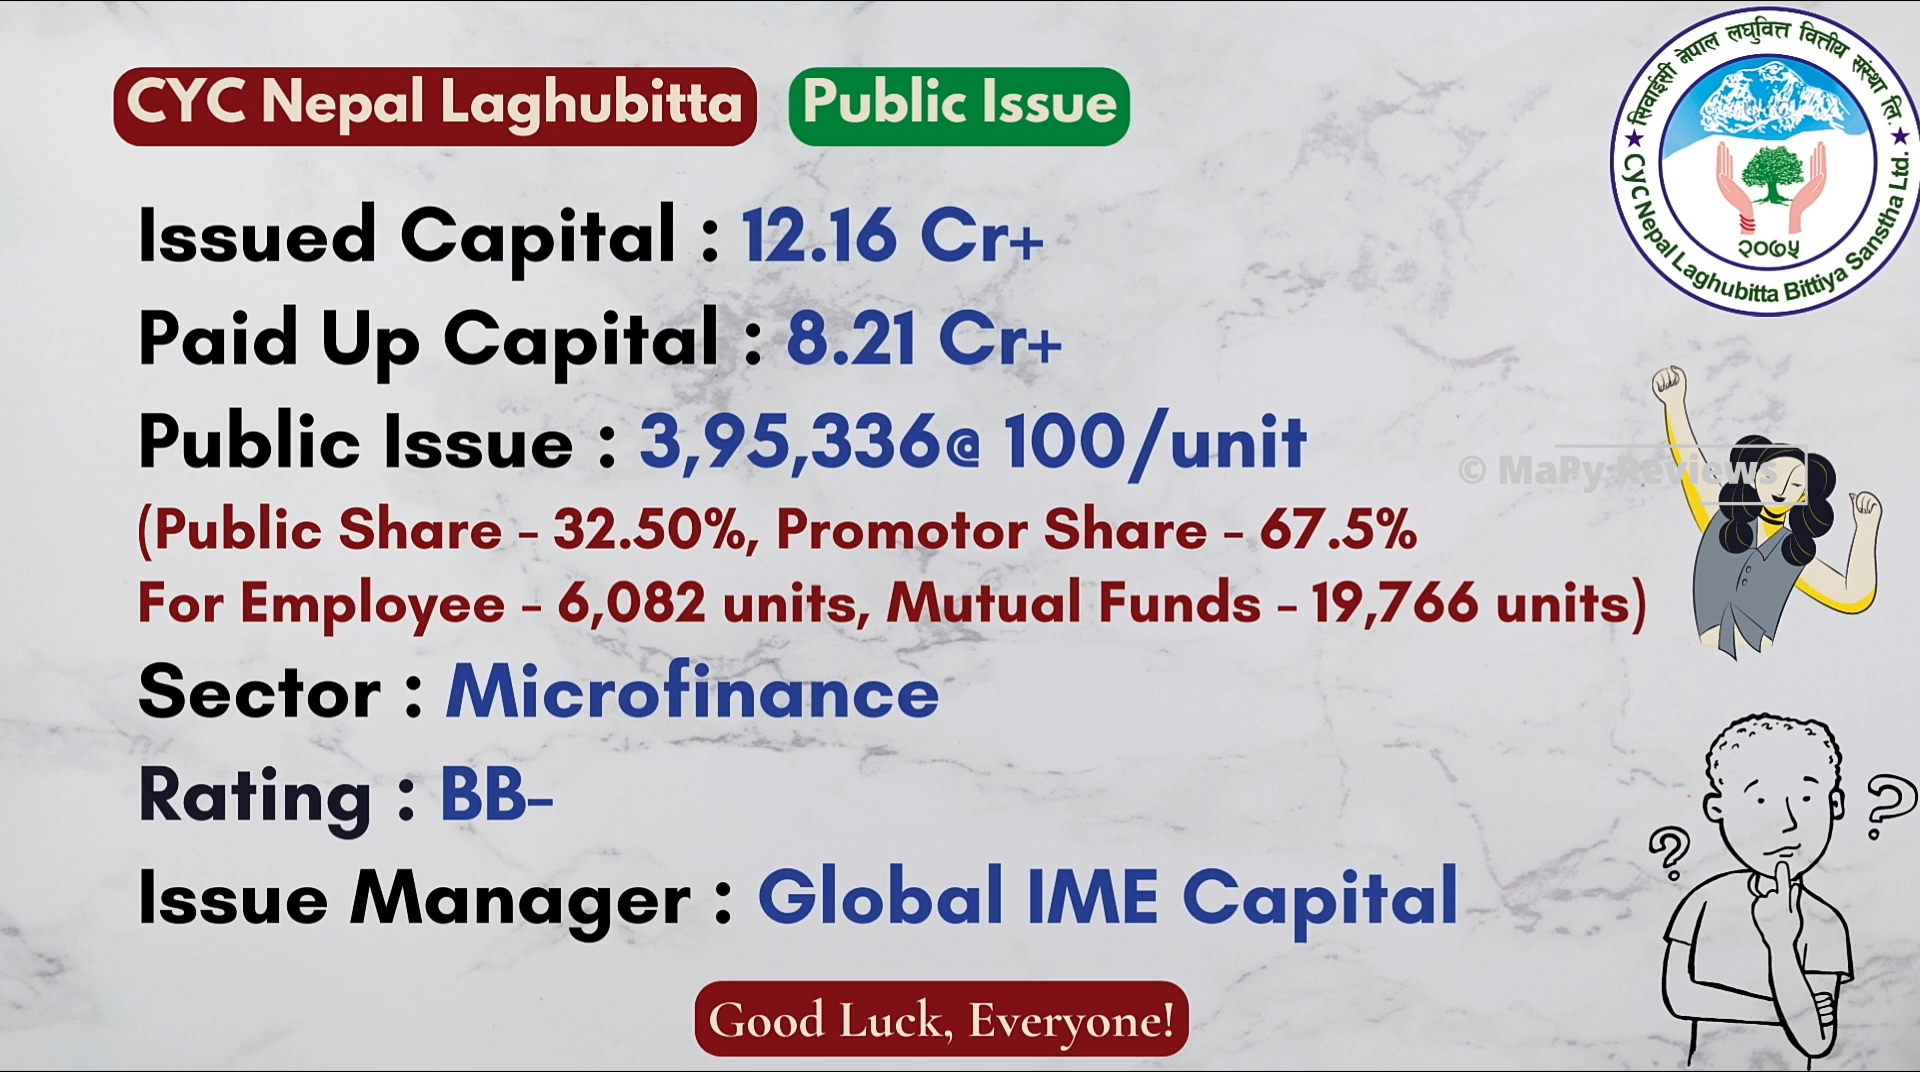 CYC Nepal Laghubitta Public Issue
सिवाईसी नेपाल लघुवित्त वित्तीय संस्था लि.
२०७५
Cyc Nepal Laghubitta Bittiya Sanstha Ltd.
Issued Capital : 12.16 Cr+
Paid Up Capital : 8.21 Cr+
Public Issue : 3,95,336@ 100/unit
© MaPy Reviews
(Public Share - 32.50%, Promotor Share - 67.5%
For Employee - 6,082 units, Mutual Funds - 19,766 units)
Sector : Microfinance
Rating : BB-
Issue Manager : Global IME Capital
? ?
Good Luck, Everyone!